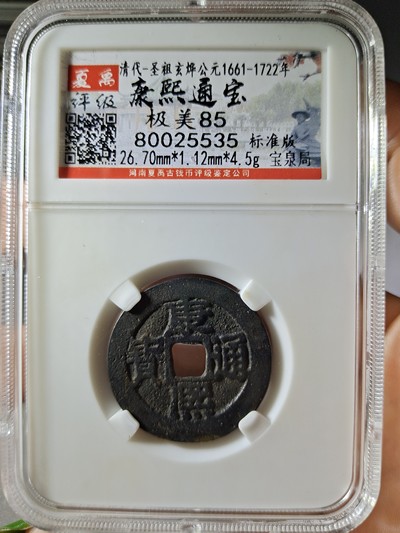 夏禹
评级
清代-圣祖玄烨公元1661-1722年
康熙通宝
极美85
80025535 标准版
26.70mm*1.12mm*4.5g 宝泉局
河南夏禹古钱币评级鉴定公司
康熙通寶